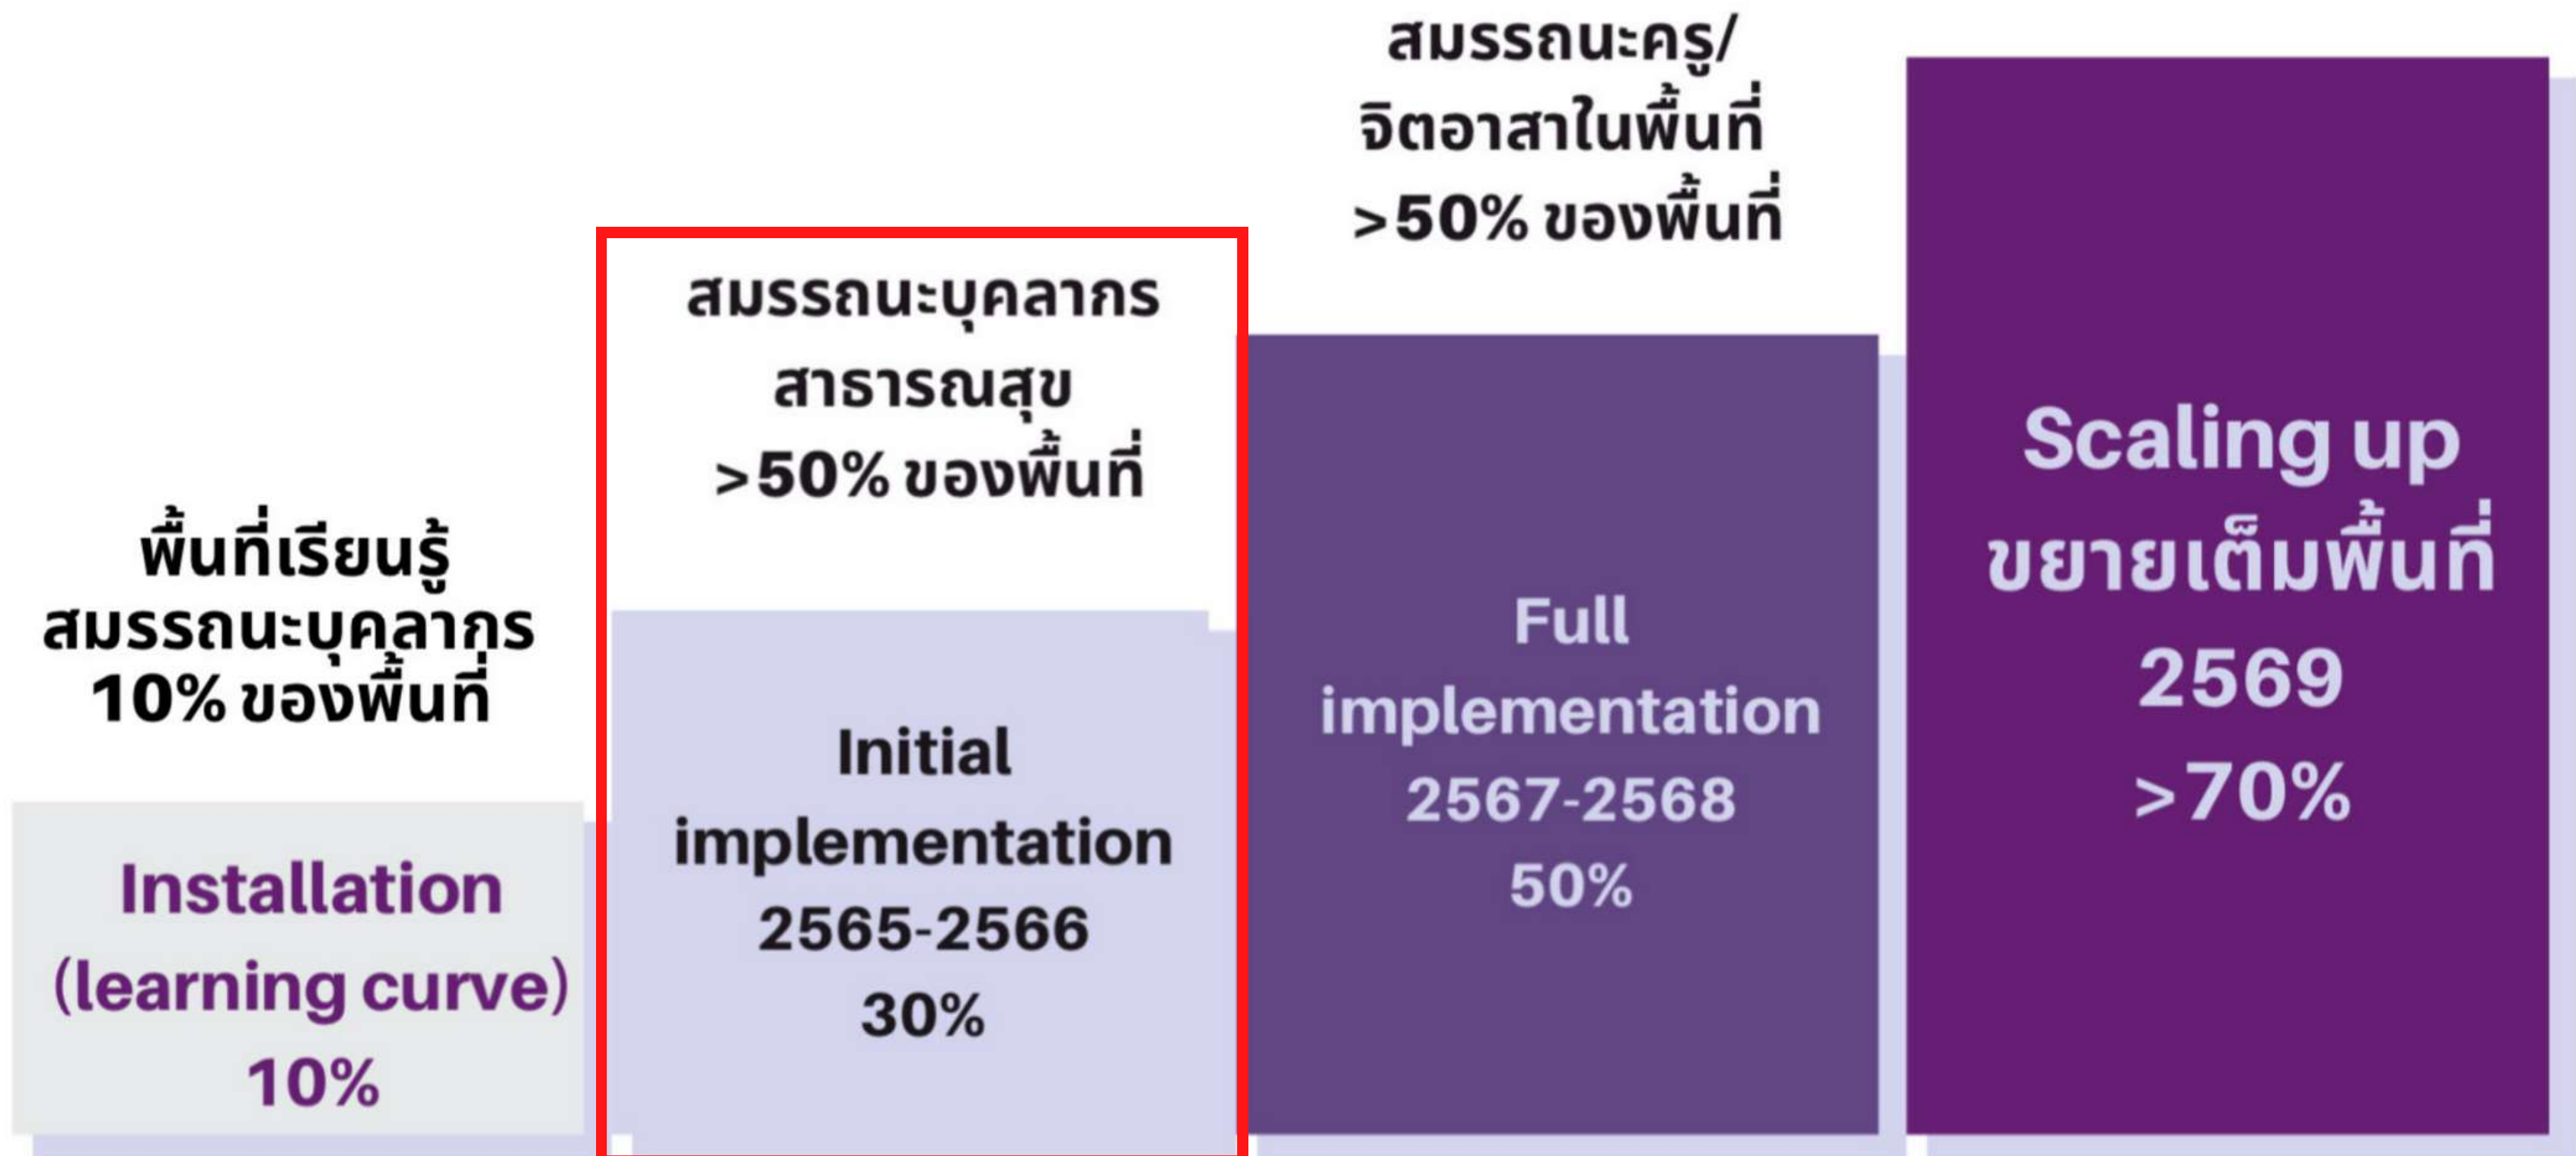 พื้นที่เรียนรู้
สมรรถนะบุคลากร
10% ของพื้นที่
Installation
(learning curve)
10%
สมรรถนะบุคลากร
สาธารณสุข
>50% ของพื้นที่
Initial
implementation
2565-2566
30%
สมรรถนะครู/
จิตอาสาในพื้นที่
>50% ของพื้นที่
Full
implementation
2567-2568
50%
Scaling up
ขยายเต็มพื้นที่
2569
>70%